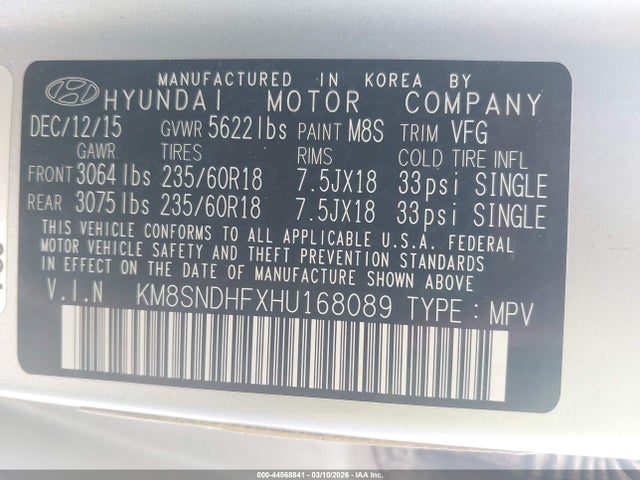 MANUFACTURED IN KOREA BY
HYUNDAI MOTOR COMPANY
DEC/12/15 GVWR 5622lbs PAINT M8S TRIM VFG
GAWR TIRES RIMS COLD TIRE INFL
FRONT 3064lbs 235/60R18 7.5JX18 33psi SINGLE
REAR 3075lbs 235/60R18 7.5JX18 33psi SINGLE
THIS VEHICLE CONFORMS TO ALL APPLICABLE U.S.A. FEDERAL
MOTOR VEHICLE SAFETY AND THEFT PREVENTION STANDARDS
IN EFFECT ON THE DATE OF MANUFACTURE SHOWN ABOVE
V.I.N KM8SNDHFXHU168089 TYPE : MPV
000-44568841 - 03/10/2026 - IAA Inc.